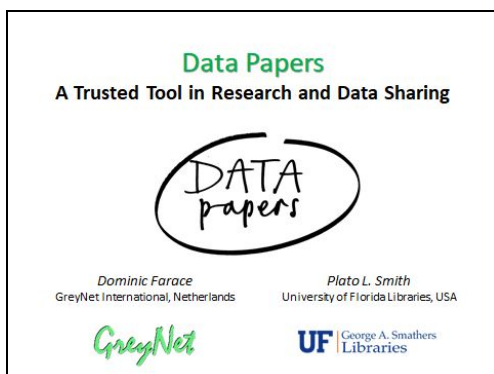 Data Papers
A Trusted Tool in Research and Data Sharing
DATA
papers
Dominic Farace
GreyNet International, Netherlands
Plato L. Smith
University of Florida Libraries, USA
GreyNet
UF George A. Smathers
Libraries